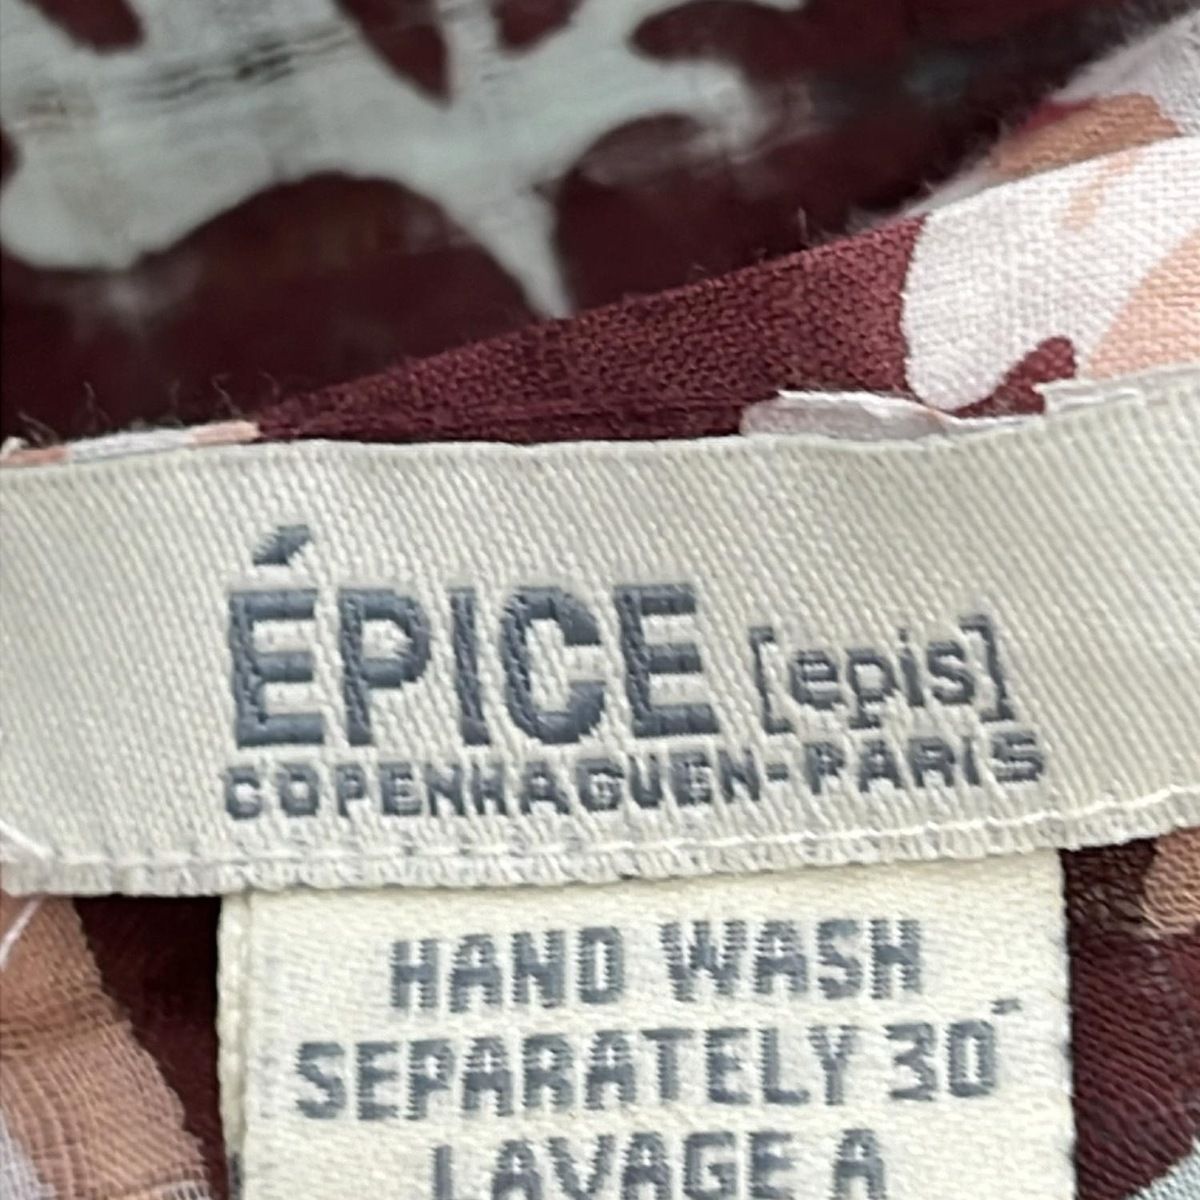 ÉPICE [epis]
COPENHAGUEN-PARIS
HAND WASH
SEPARATELY 30°
LAVAGE A